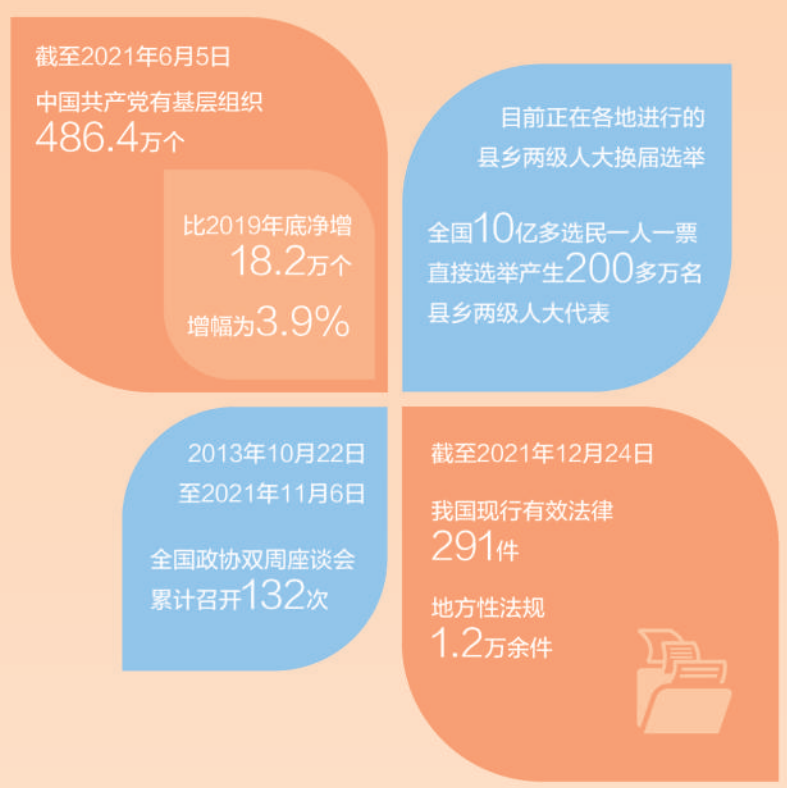 截至2021年6月5日
中国共产党有基层组织
486.4万个
比2019年底净增
18.2万个
增幅为3.9%
目前正在各地进行的
县乡两级人大换届选举
全国10亿多选民一人一票
直接选举产生200多万名
县乡两级人大代表
2013年10月22日
至2021年11月6日
全国政协双周座谈会
累计召开132次
截至2021年12月24日
我国现行有效法律
291件
地方性法规
1.2万余件